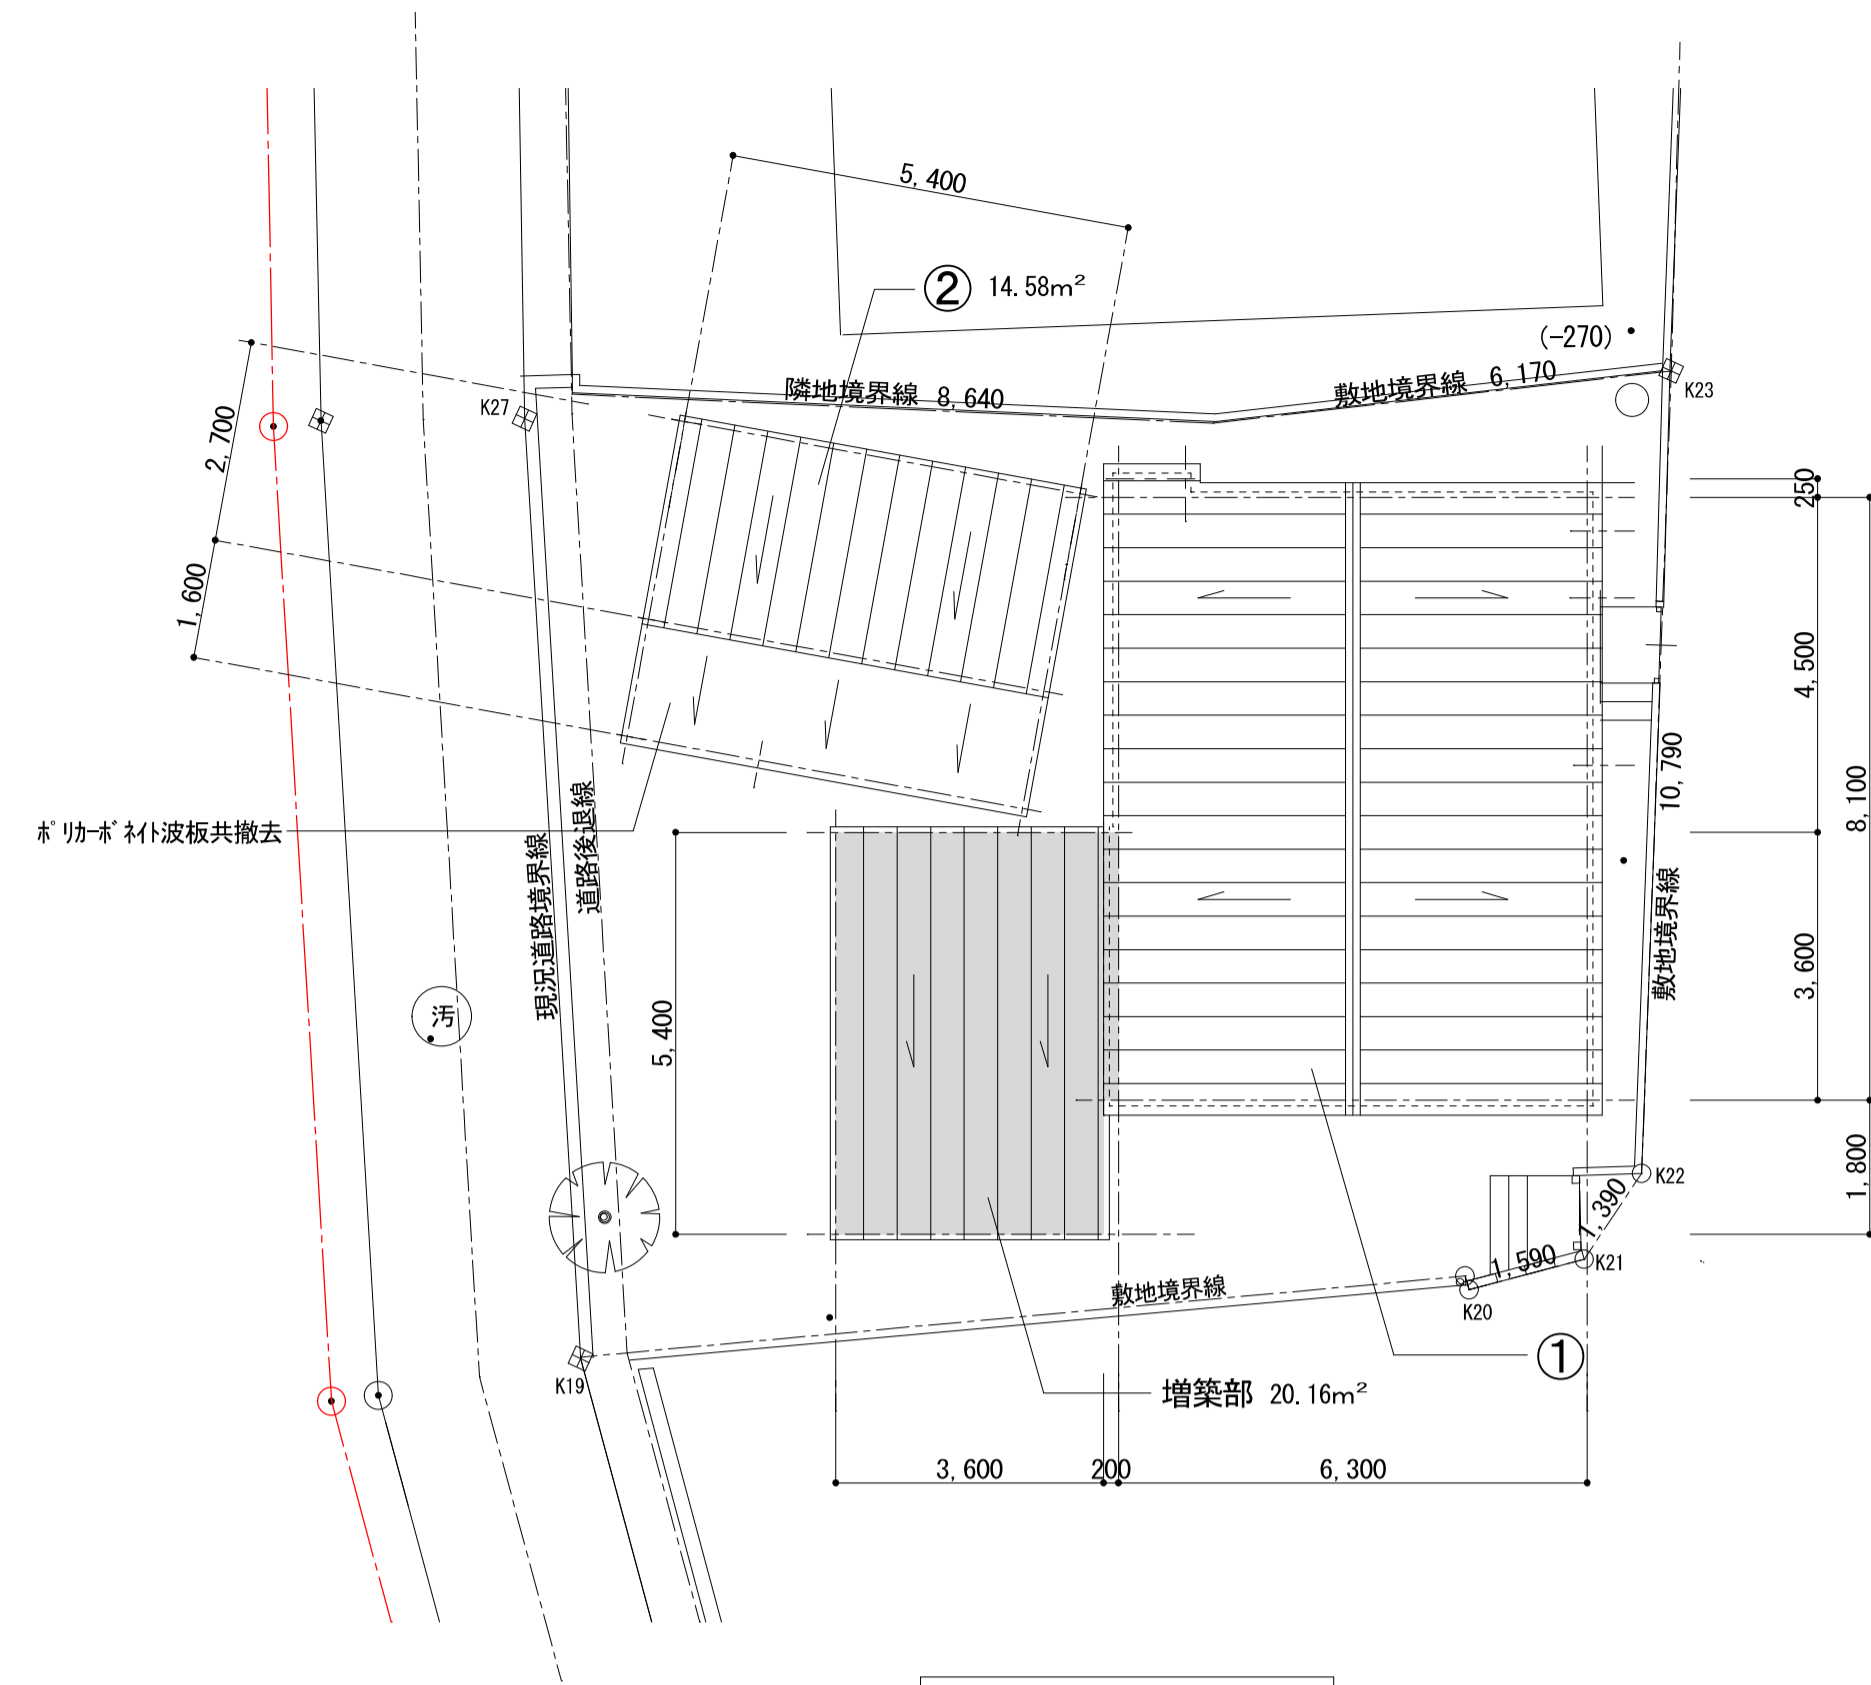 5,400
② 14.58m²
(-270)
隣地境界線 8,640
敷地境界線 6,170
K27
K23
2,700
1,600
250
4,500
8,100
3,600
1,800
10,790
敷地境界線
ﾎﾟﾘｶｰﾎﾞﾈｲﾄ波板共撤去
現況道路境界線
道路後退線
汚
5,400
K22
1,390
K21
1,590
K20
敷地境界線
K19
①
増築部 20.16m²
3,600
200
6,300